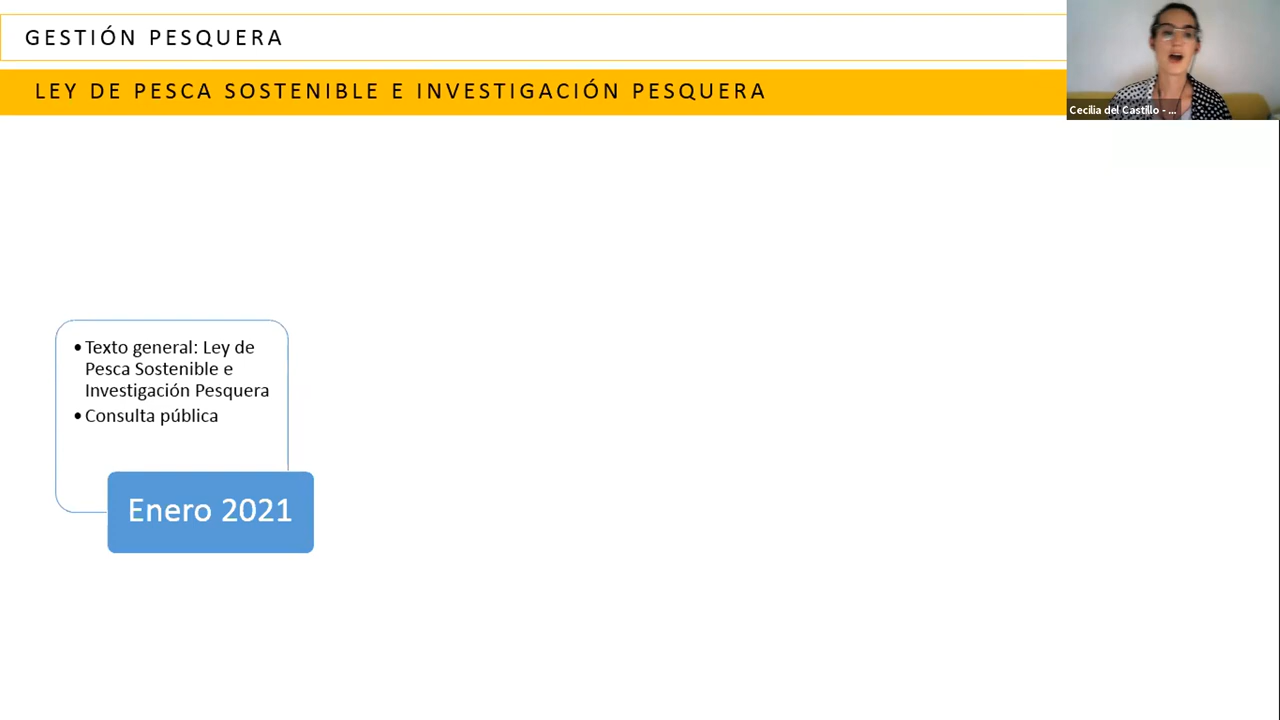 GESTIÓN PESQUERA
LEY DE PESCA SOSTENIBLE E INVESTIGACIÓN PESQUERA
Cecilia del Castillo - ...
•Texto general: Ley de
Pesca Sostenible e
Investigación Pesquera
•Consulta pública
Enero 2021